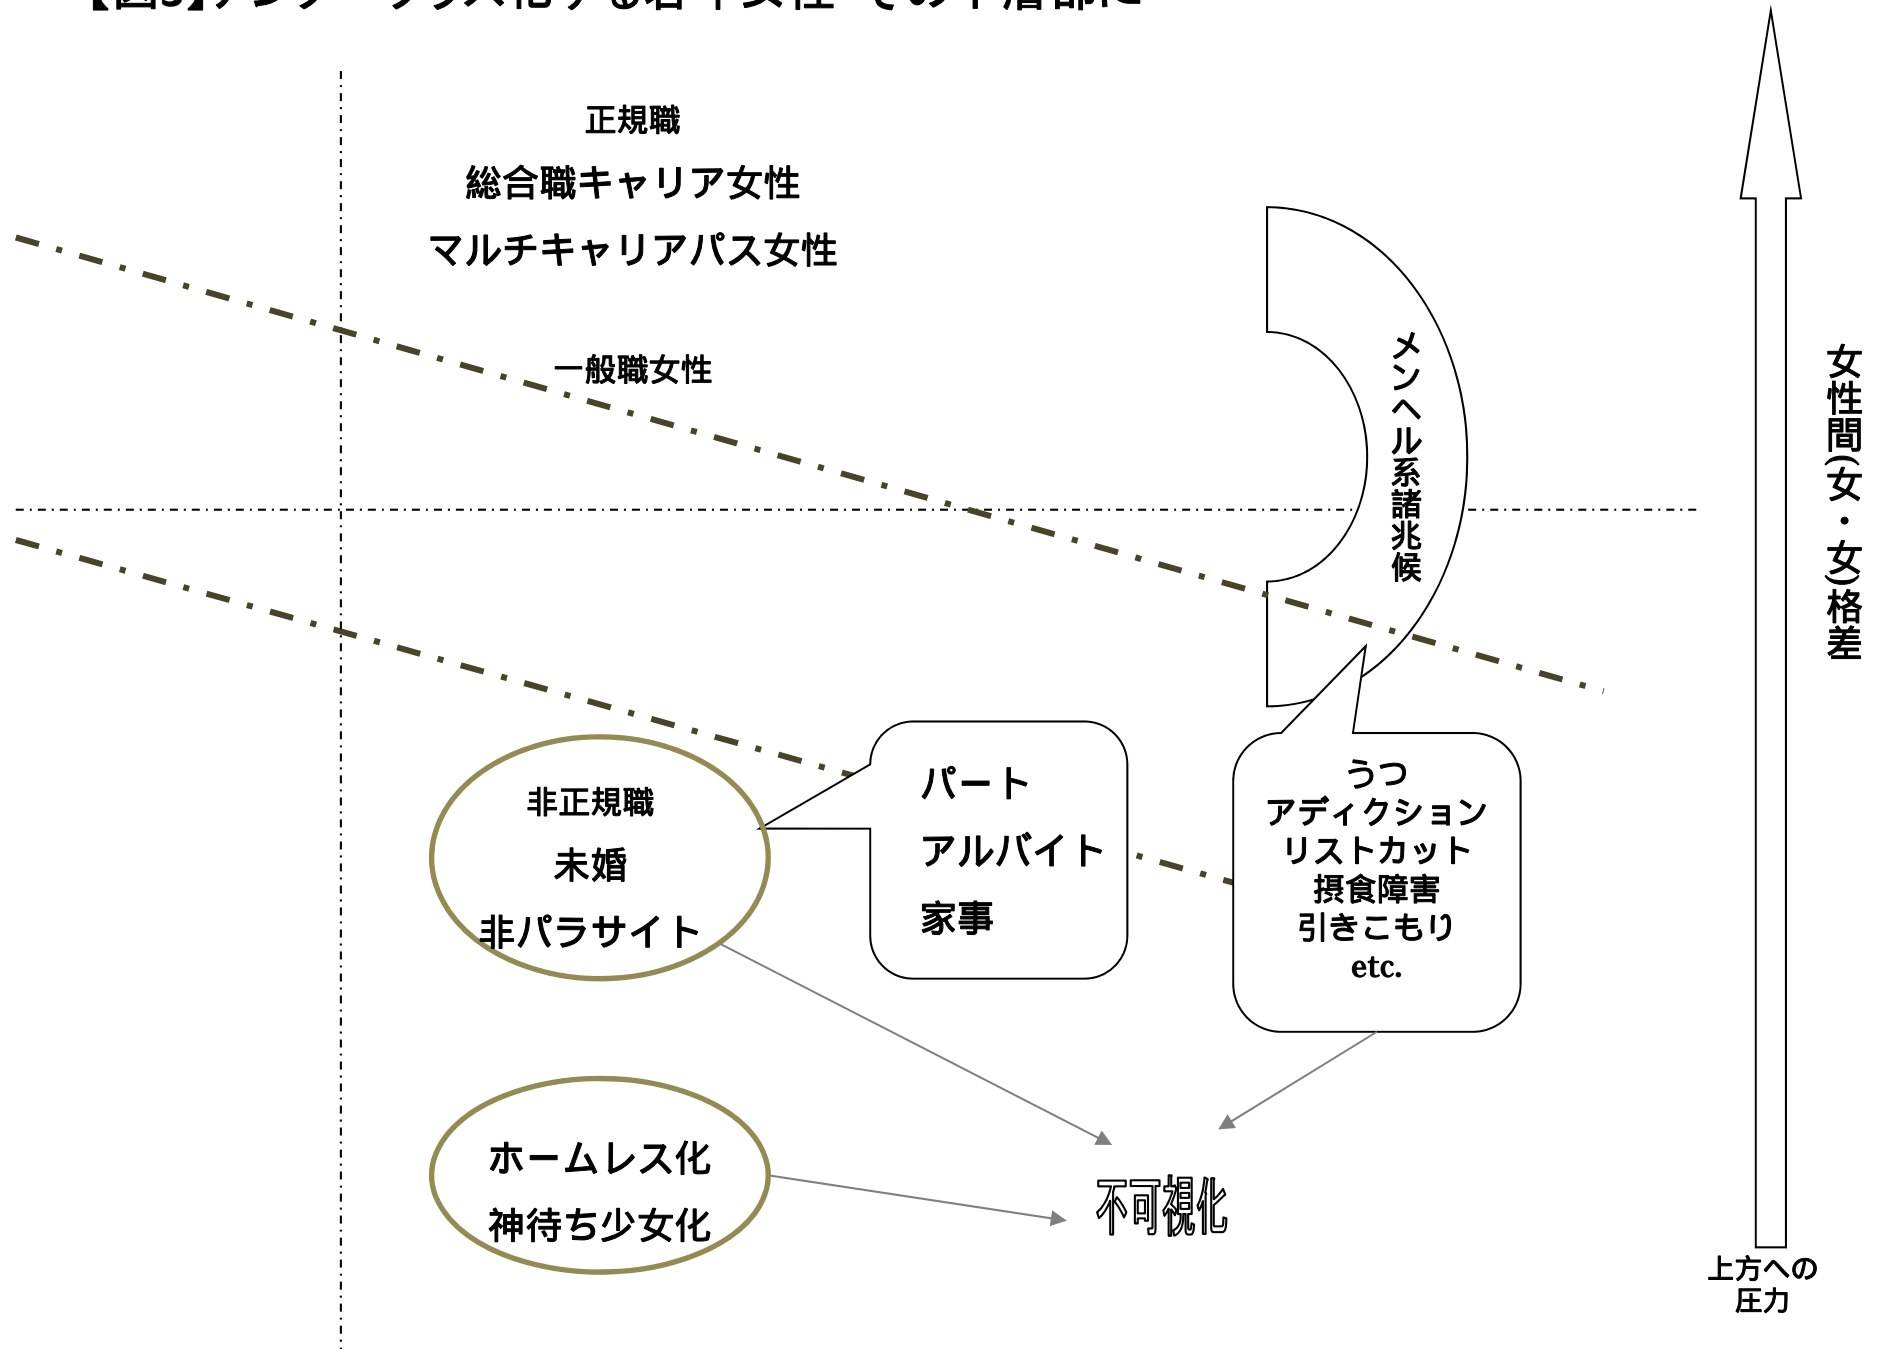 正規職
総合職キャリア女性
マルチキャリアパス女性
一般職女性
メンヘル系諸兆候
女性間(女・女)格差
非正規職
未婚
非パラサイト
パート
アルバイト
家事
うつ
アディクション
リストカット
摂食障害
引きこもり
etc.
ホームレス化
神待ち少女化
不可視化
上方への
圧力